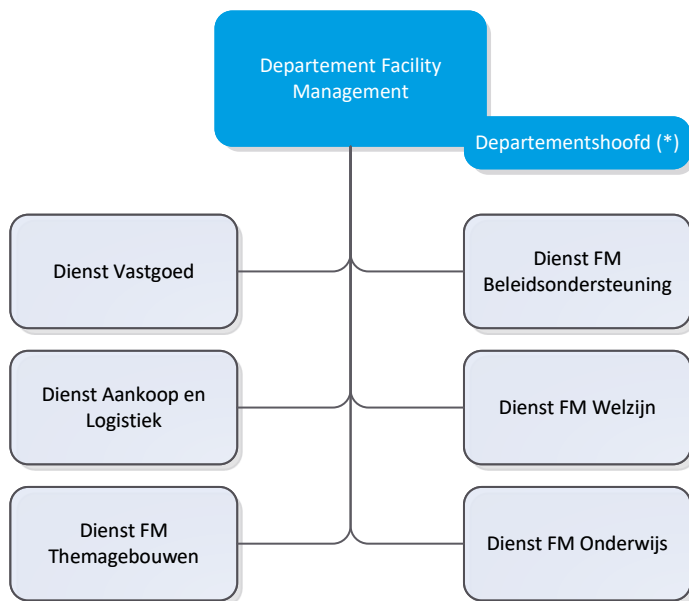 Departement Facility
Management
Departementshoofd (*)
Dienst Vastgoed
Dienst FM
Beleidsondersteuning
Dienst Aankoop en
Logistiek
Dienst FM Welzijn
Dienst FM
Themagebouwen
Dienst FM Onderwijs